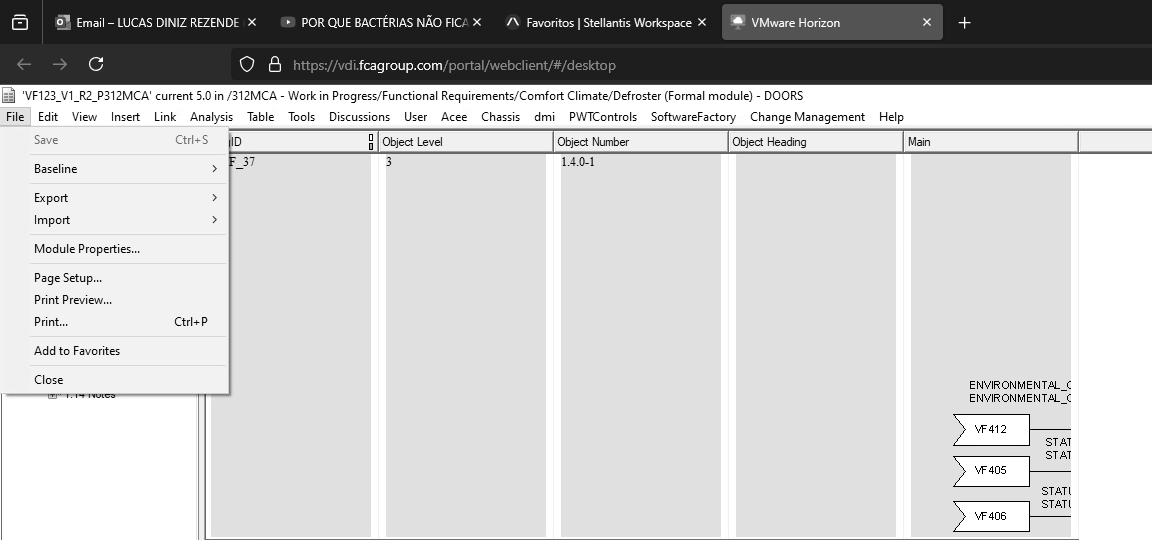 Email – LUCAS DINIZ REZENDE
POR QUE BACTÉRIAS NÃO FICA
Favoritos | Stellantis Workspace
VMware Horizon
https://vdi.fcagroup.com/portal/webclient/#/desktop
'VF123_V1_R2_P312MCA' current 5.0 in /312MCA - Work in Progress/Functional Requirements/Comfort Climate/Defroster (Formal module) - DOORS
File Edit View Insert Link Analysis Table Tools Discussions User Acee Chassis dmi PWTControls SoftwareFactory Change Management Help
Save Ctrl+S
Baseline
Export
Import
Module Properties...
Page Setup...
Print Preview...
Print... Ctrl+P
Add to Favorites
Close
1.14 Notes
ID Object Level Object Number Object Heading Main
F_37 3 1.4.0-1
ENVIRONMENTAL_C
ENVIRONMENTAL_C
VF412
STAT
STAT
VF405
STATU
STATU
VF406